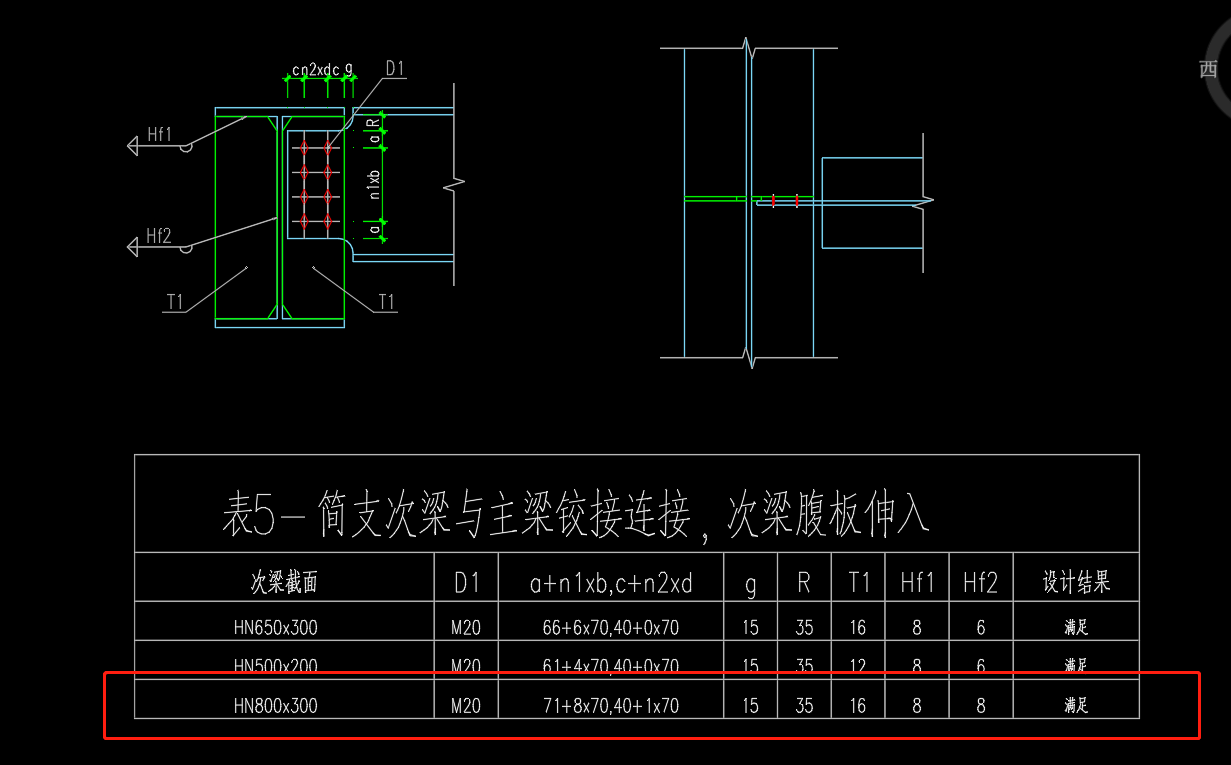 cn2xdc g
D1
西
R
a
n1xb
a
Hf1
Hf2
T1
T1
表5—简支次梁与主梁铰接连接，次梁腹板伸入
次梁截面 D1 a+n1xb,c+n2xd g R T1 Hf1 Hf2 设计结果
HN650x300 M20 66+6x70,40+0x70 15 35 16 8 6 满足
HN500x200 M20 61+4x70,40+0x70 15 35 12 8 6 满足
HN800x300 M20 71+8x70,40+1x70 15 35 16 8 8 满足